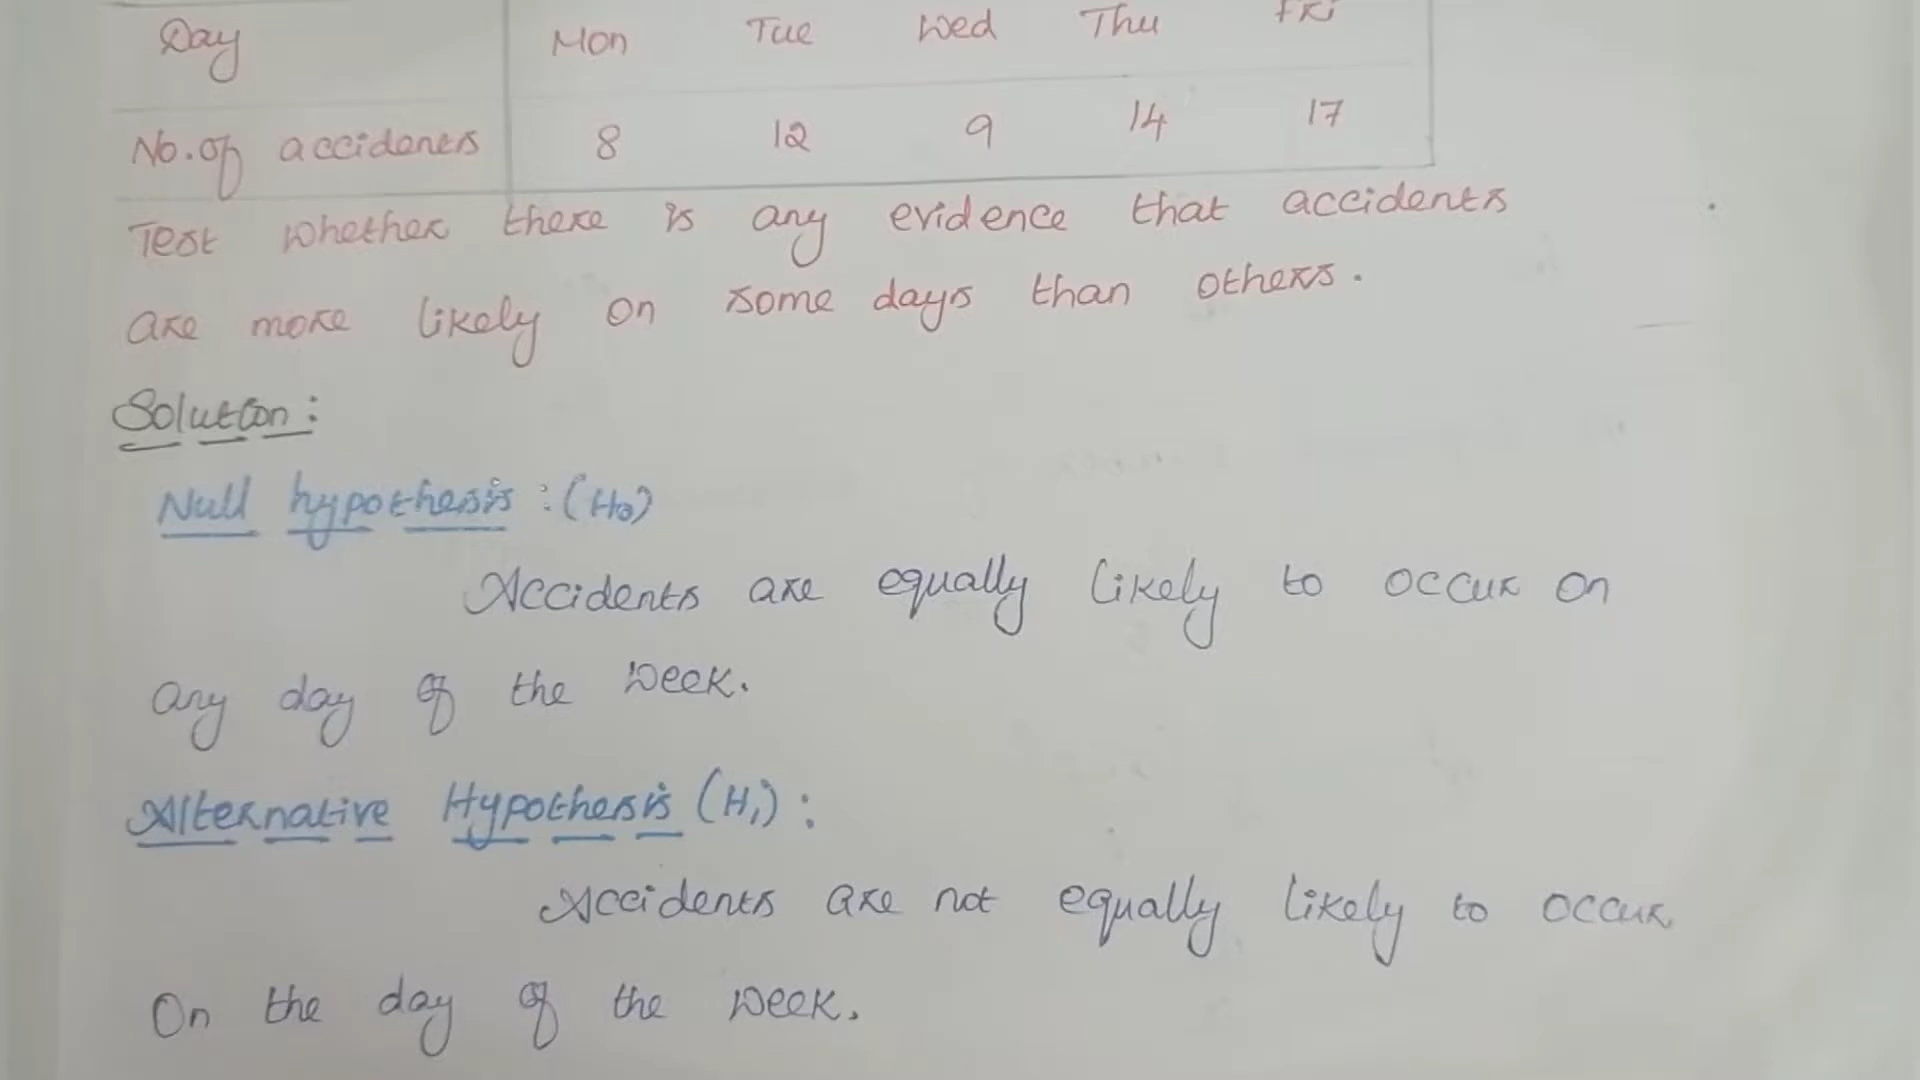 Day Mon Tue Wed Thu Fri
No. of accidents 8 12 9 14 17
Test whether there is any evidence that accidents
are more likely on some days than others.
Solution:
Null hypothesis : (H0)
Accidents are equally likely to occur on
any day of the week.
Alternative Hypothesis (H1) :
Accidents are not equally likely to occur
On the day of the week.